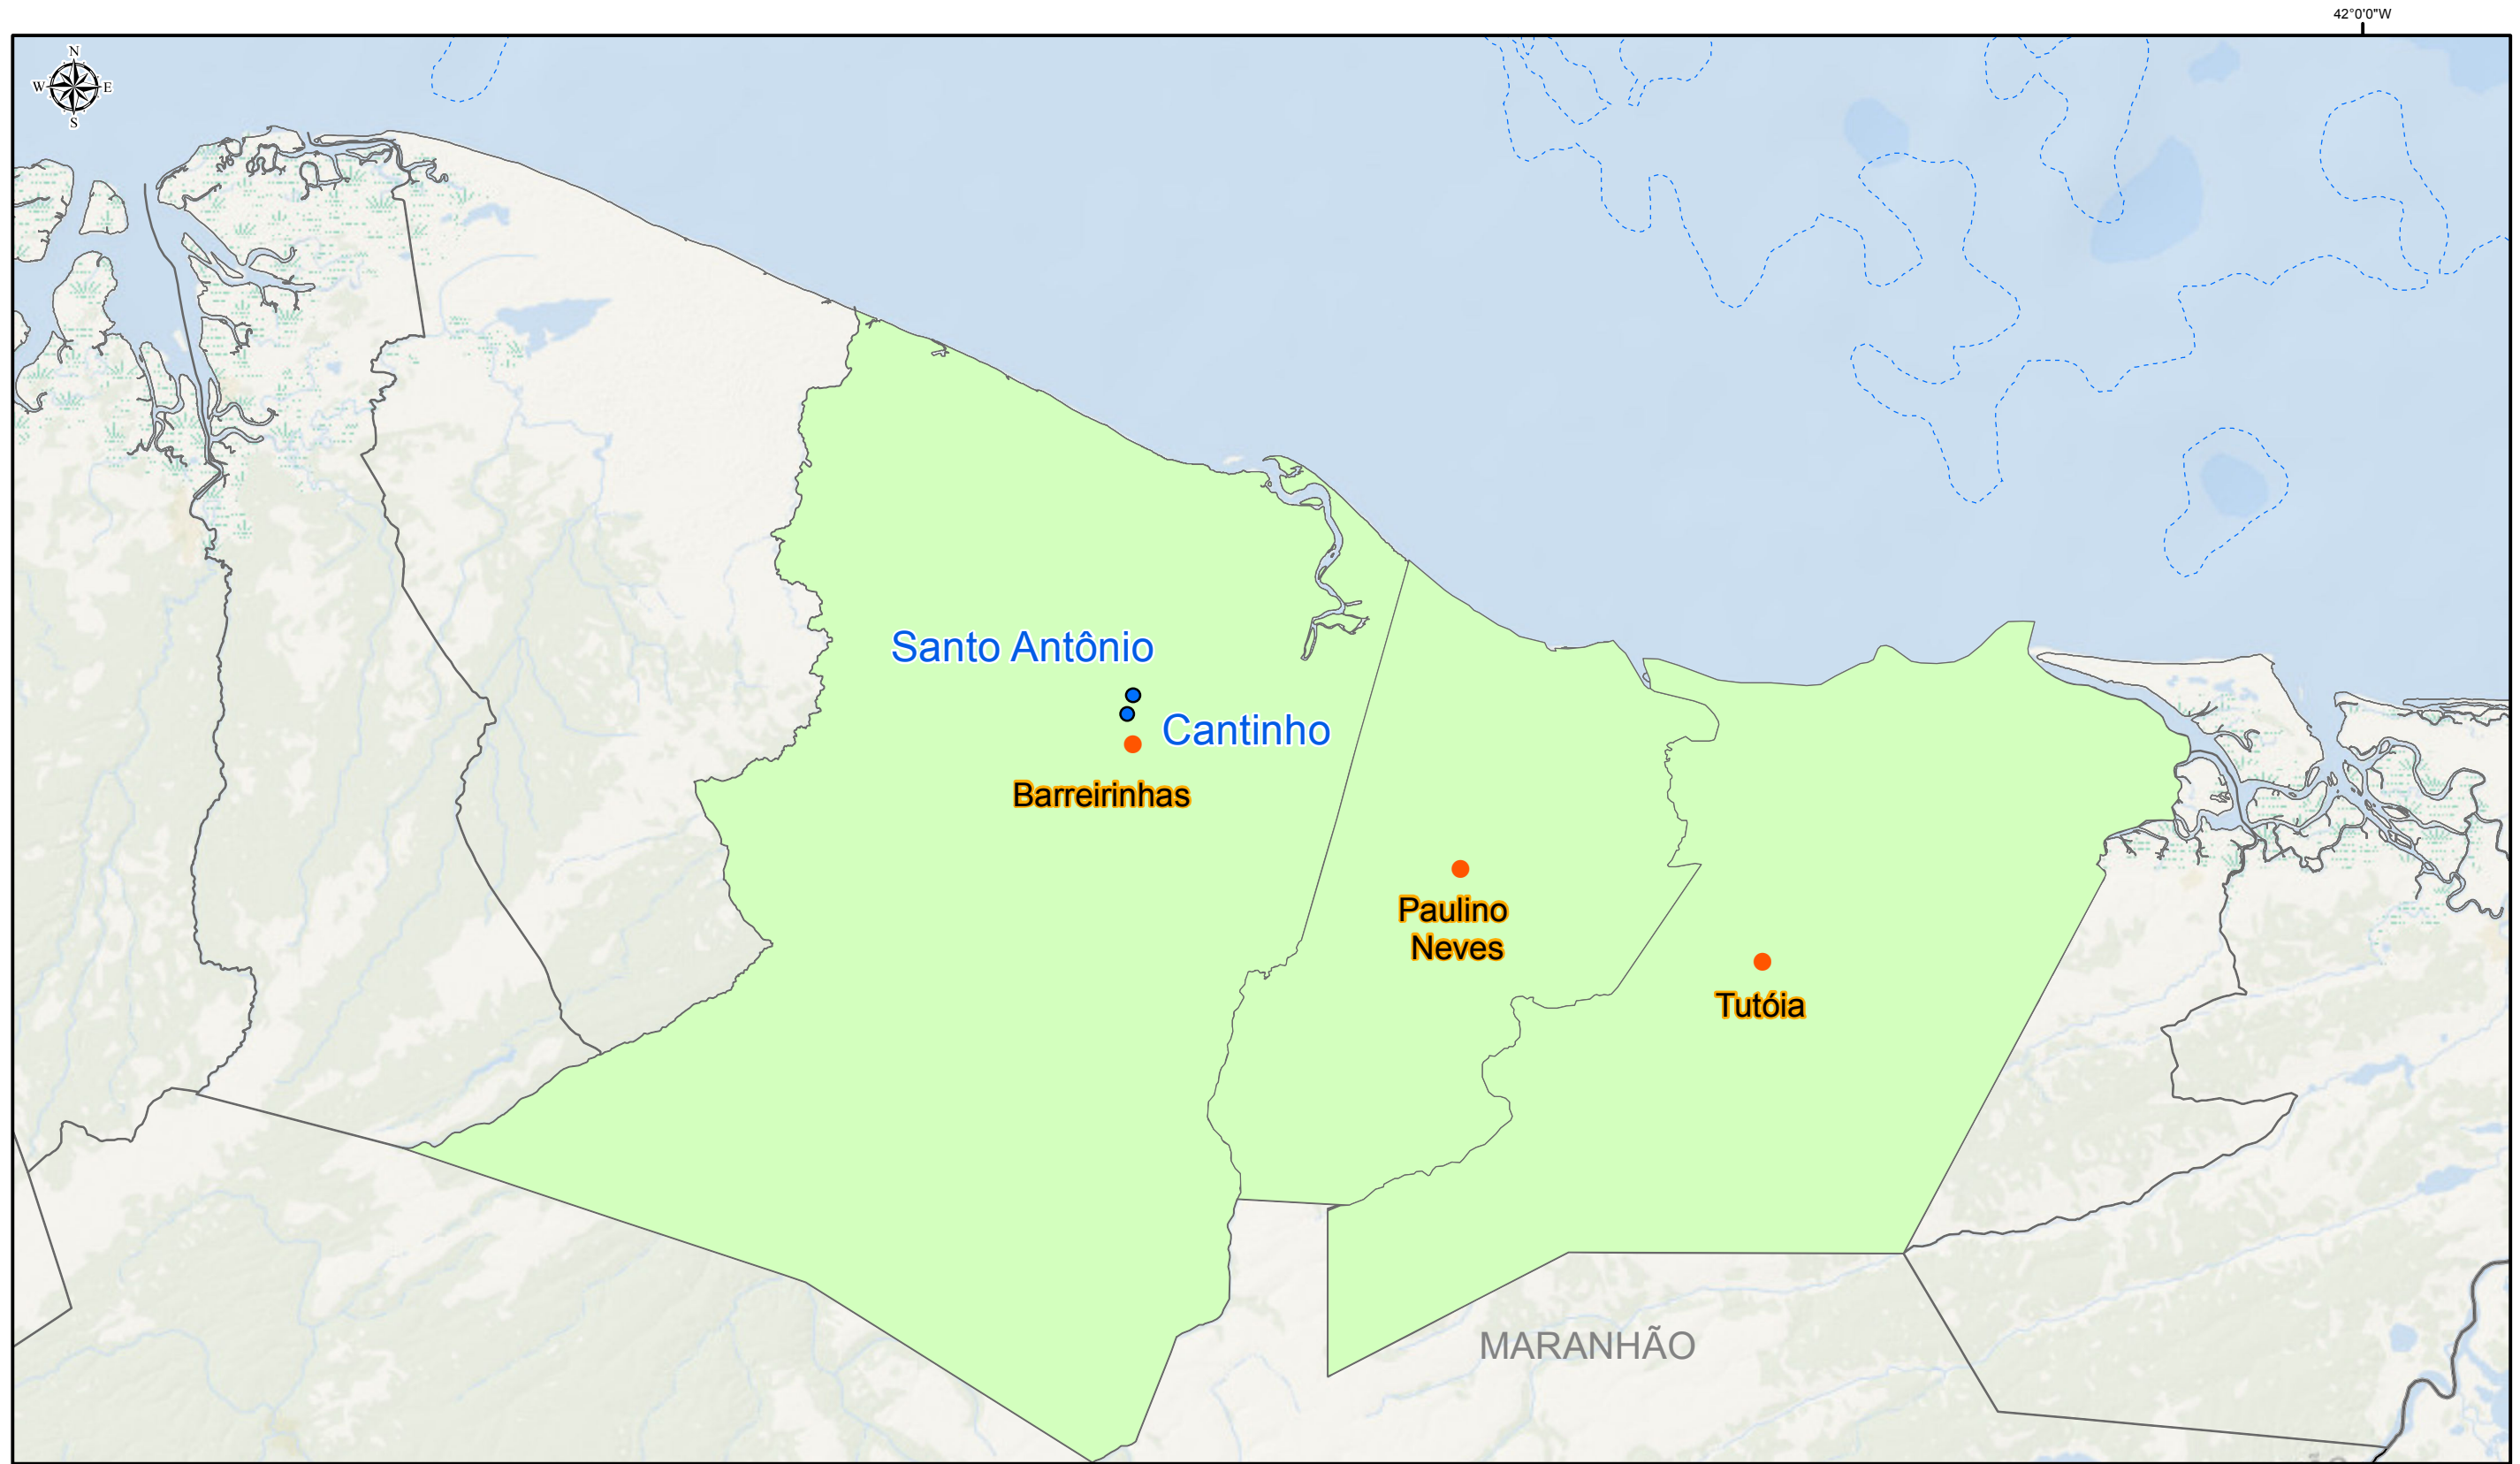 42°0'0"W
N
W
E
S
Santo Antônio
Cantinho
Barreirinhas
Paulino
Neves
Tutóia
MARANHÃO